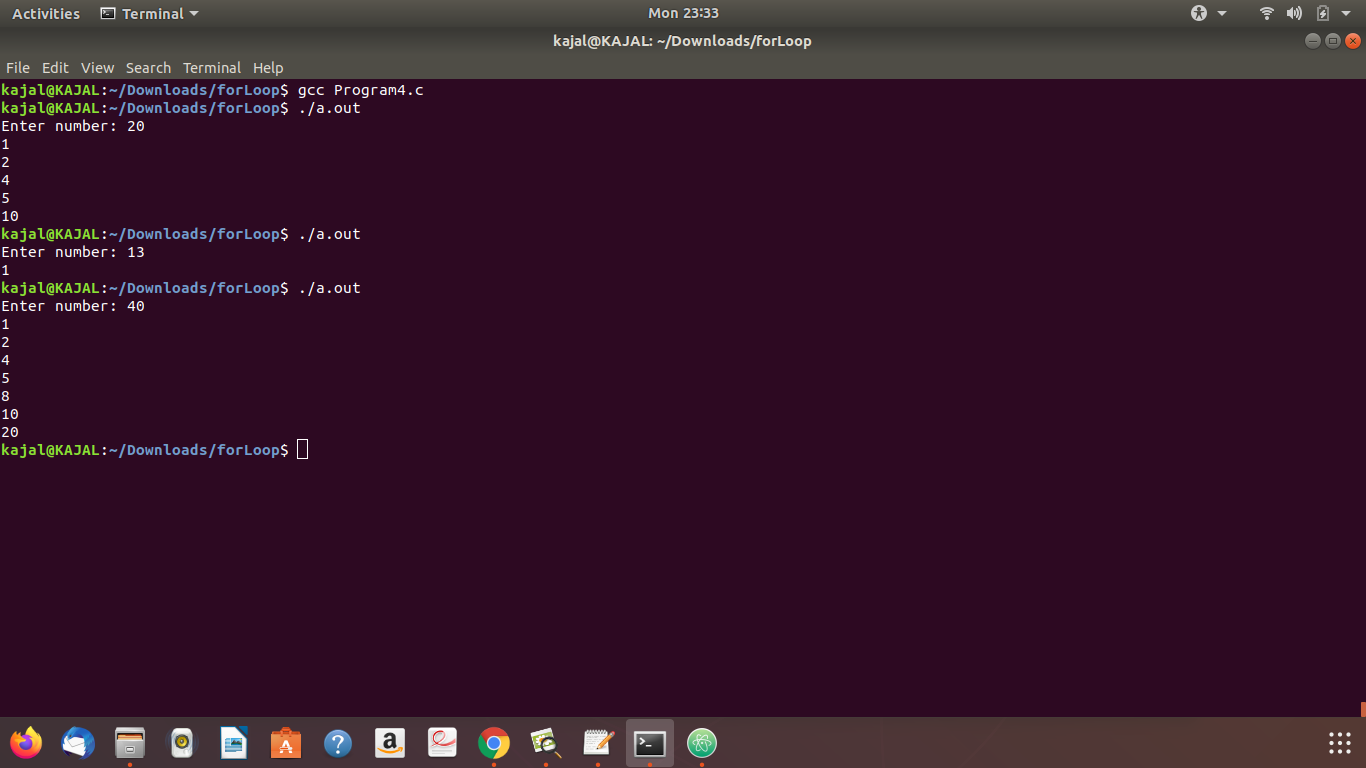 Activities Terminal Mon 23:33
kajal@KAJAL: ~/Downloads/forLoop
File Edit View Search Terminal Help
kajal@KAJAL:~/Downloads/forLoop$ gcc Program4.c
kajal@KAJAL:~/Downloads/forLoop$ ./a.out
Enter number: 20
1
2
4
5
10
kajal@KAJAL:~/Downloads/forLoop$ ./a.out
Enter number: 13
1
kajal@KAJAL:~/Downloads/forLoop$ ./a.out
Enter number: 40
1
2
4
5
8
10
20
kajal@KAJAL:~/Downloads/forLoop$